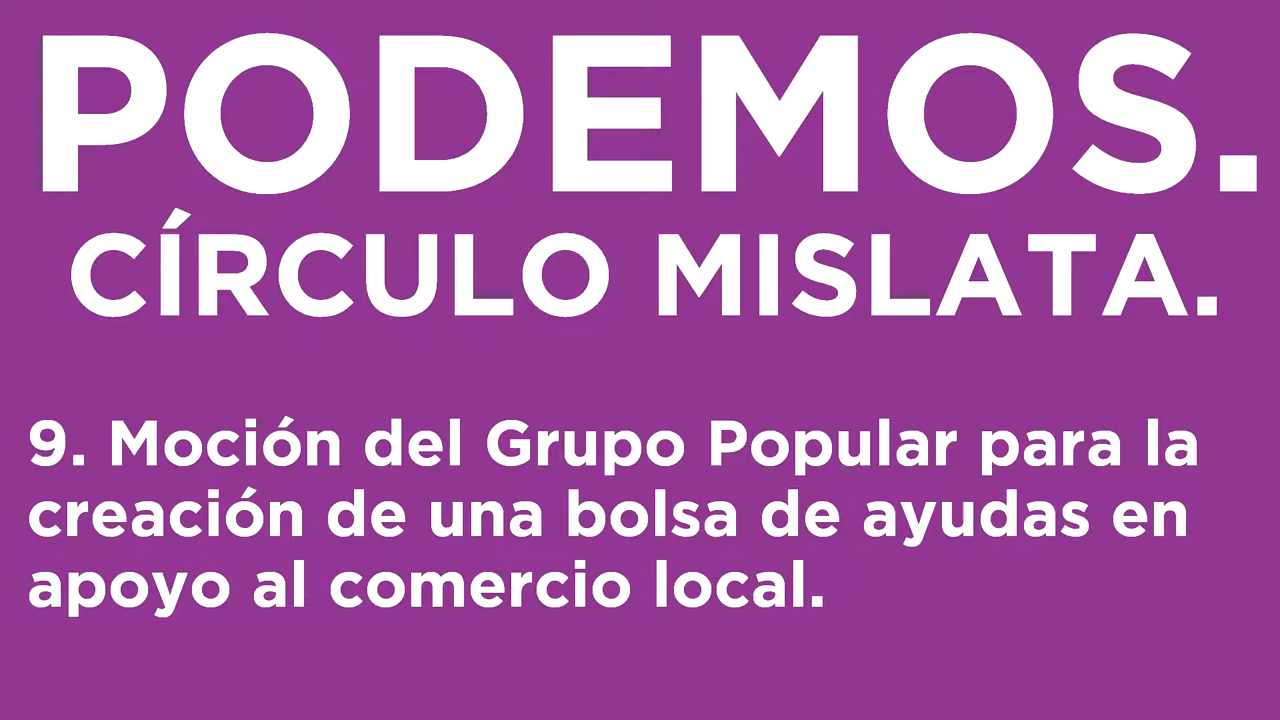 PODEMOS.
CÍRCULO MISLATA.
9. Moción del Grupo Popular para la
creación de una bolsa de ayudas en
apoyo al comercio local.